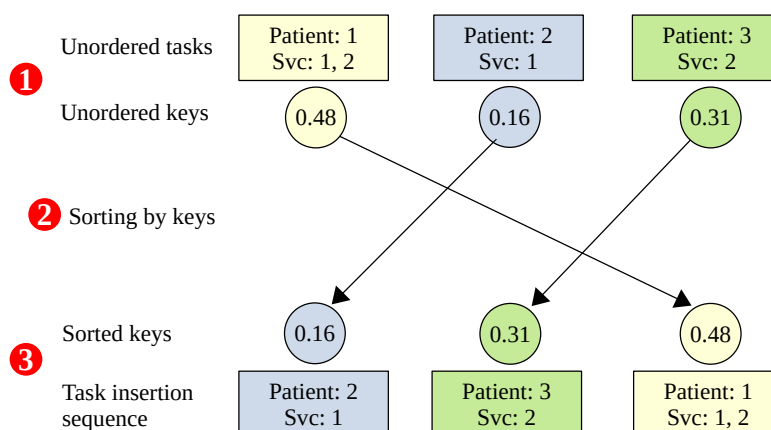 Unordered tasks
Patient: 1
Svc: 1, 2
Patient: 2
Svc: 1
Patient: 3
Svc: 2
1
Unordered keys
0.48
0.16
0.31
2
Sorting by keys
Sorted keys
0.16
0.31
0.48
3
Task insertion
sequence
Patient: 2
Svc: 1
Patient: 3
Svc: 2
Patient: 1
Svc: 1, 2